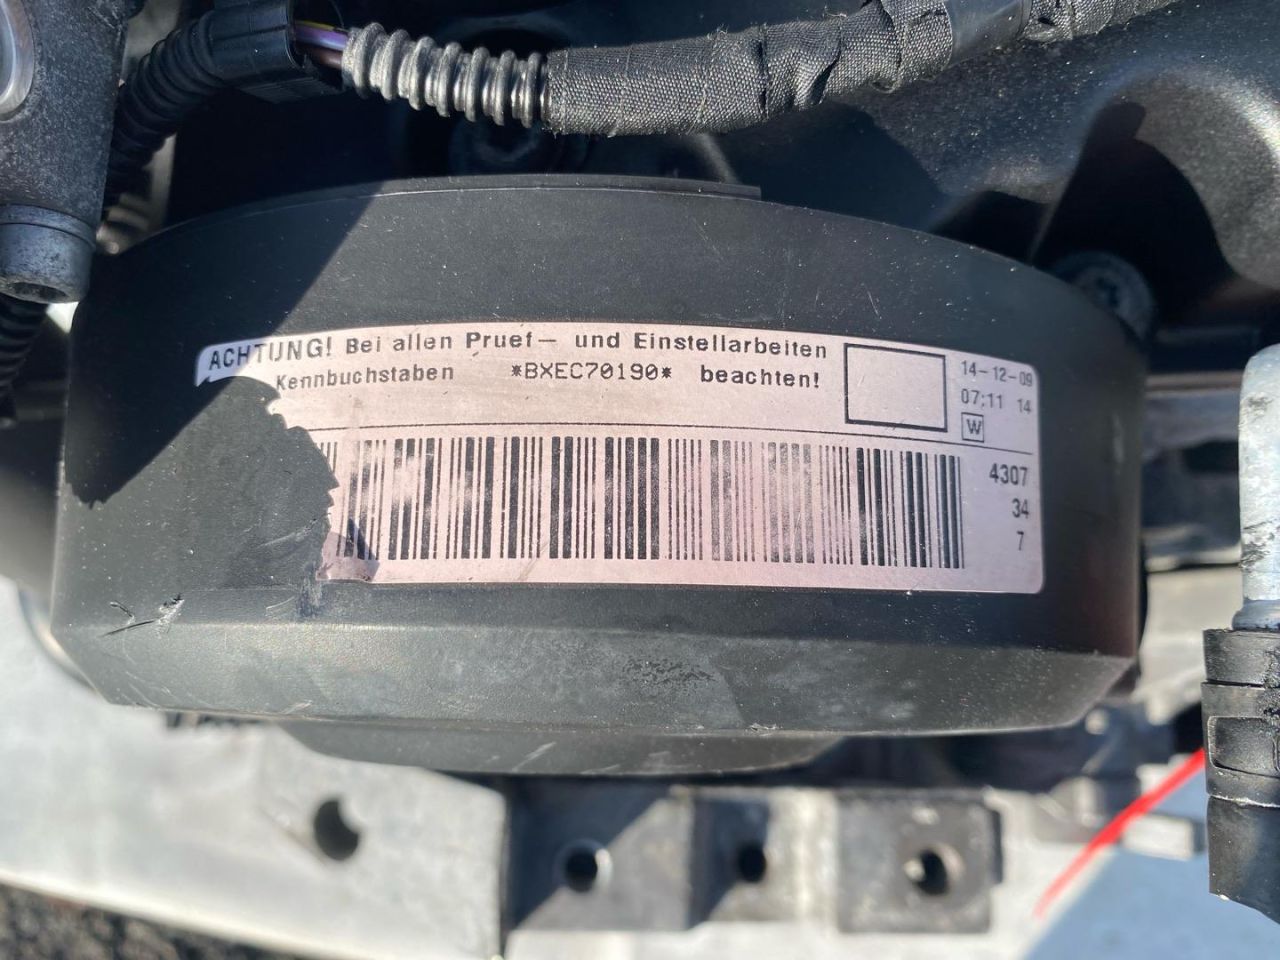 ACHTUNG! Bei allen Pruef- und Einstellarbeiten
Kennbuchstaben *BXEC70190* beachten!
14-12-09
07:11 14
W
4307
34
7